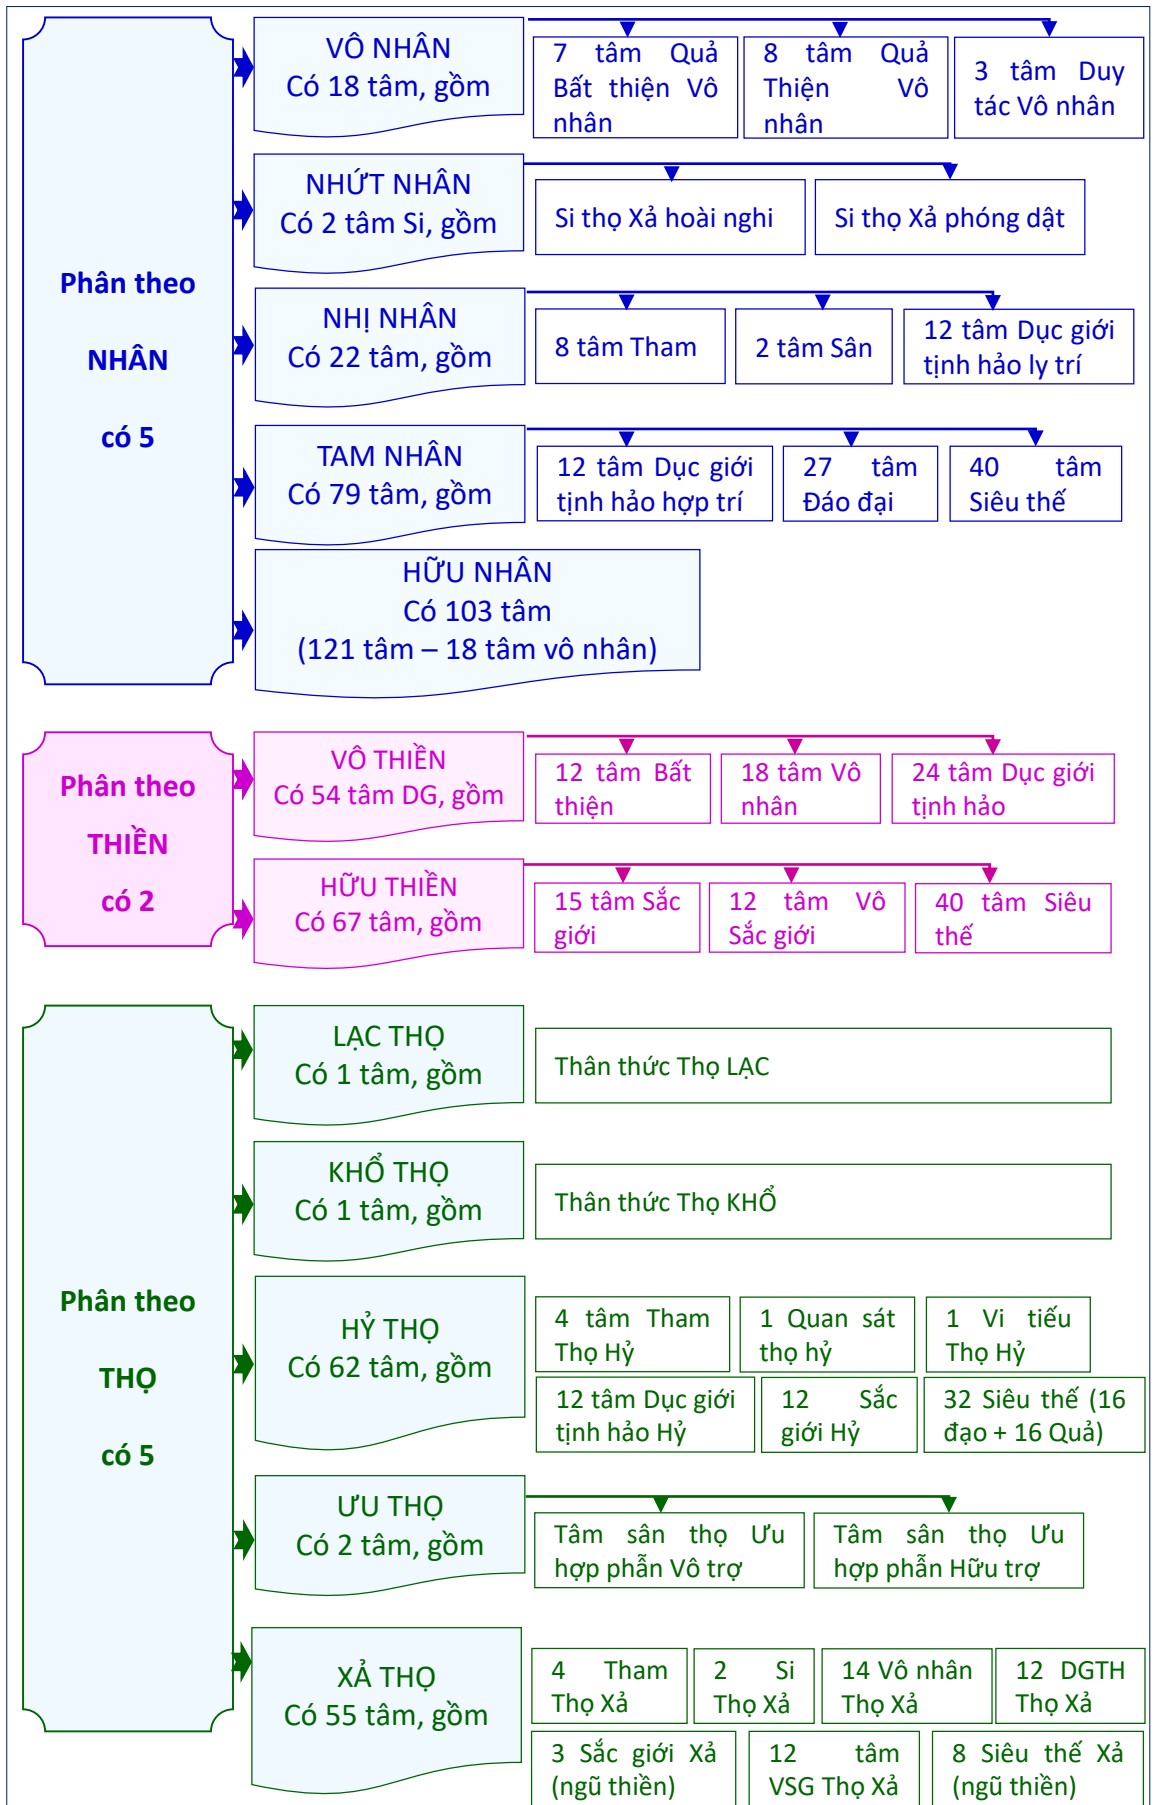 Phân theo
NHÂN
có 5
VÔ NHÂN
Có 18 tâm, gồm
7 tâm Quả
Bất thiện Vô
nhân
8 tâm Quả
Thiện Vô
nhân
3 tâm Duy
tác Vô nhân
NHỨT NHÂN
Có 2 tâm Si, gồm
Si thọ Xả hoài nghi
Si thọ Xả phóng dật
NHỊ NHÂN
Có 22 tâm, gồm
8 tâm Tham
2 tâm Sân
12 tâm Dục giới
tịnh hảo ly trí
TAM NHÂN
Có 79 tâm, gồm
12 tâm Dục giới
tịnh hảo hợp trí
27 tâm
Đáo đại
40 tâm
Siêu thế
HỮU NHÂN
Có 103 tâm
(121 tâm – 18 tâm vô nhân)
Phân theo
THIỀN
có 2
VÔ THIỀN
Có 54 tâm DG, gồm
12 tâm Bất
thiện
18 tâm Vô
nhân
24 tâm Dục giới
tịnh hảo
HỮU THIỀN
Có 67 tâm, gồm
15 tâm Sắc
giới
12 tâm Vô
Sắc giới
40 tâm Siêu
thế
Phân theo
THỌ
có 5
LẠC THỌ
Có 1 tâm, gồm
Thân thức Thọ LẠC
KHỔ THỌ
Có 1 tâm, gồm
Thân thức Thọ KHỔ
HỶ THỌ
Có 62 tâm, gồm
4 tâm Tham
Thọ Hỷ
1 Quan sát
thọ hỷ
1 Vi tiếu
Thọ Hỷ
12 tâm Dục giới
tịnh hảo Hỷ
12 Sắc
giới Hỷ
32 Siêu thế (16
đạo + 16 Quả)
ƯU THỌ
Có 2 tâm, gồm
Tâm sân thọ Ưu
hợp phẫn Vô trợ
Tâm sân thọ Ưu
hợp phẫn Hữu trợ
XẢ THỌ
Có 55 tâm, gồm
4 Tham
Thọ Xả
2 Si
Thọ Xả
14 Vô nhân
Thọ Xả
12 DGTH
Thọ Xả
3 Sắc giới Xả
(ngũ thiền)
12 tâm
VSG Thọ Xả
8 Siêu thế Xả
(ngũ thiền)